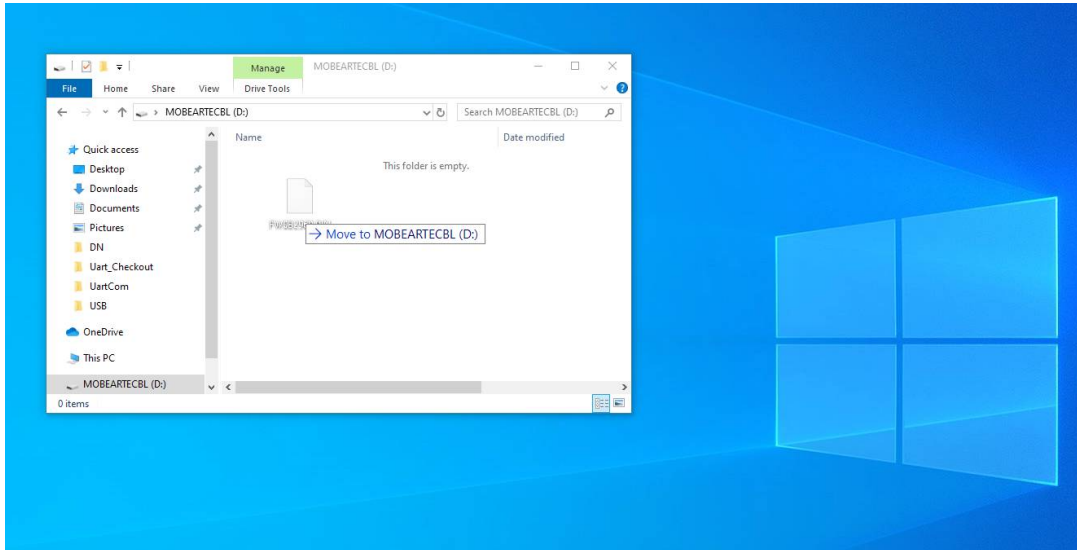 Manage
MOBEARTECBL (D:)
File
Home
Share
View
Drive Tools
MOBEARTECBL (D:)
Search MOBEARTECBL (D:)
Name
Date modified
This folder is empty.
Quick access
Desktop
Downloads
Documents
Pictures
DN
Uart_Checkout
UartCom
USB
OneDrive
This PC
MOBEARTECBL (D:)
Move to MOBEARTECBL (D:)
0 items